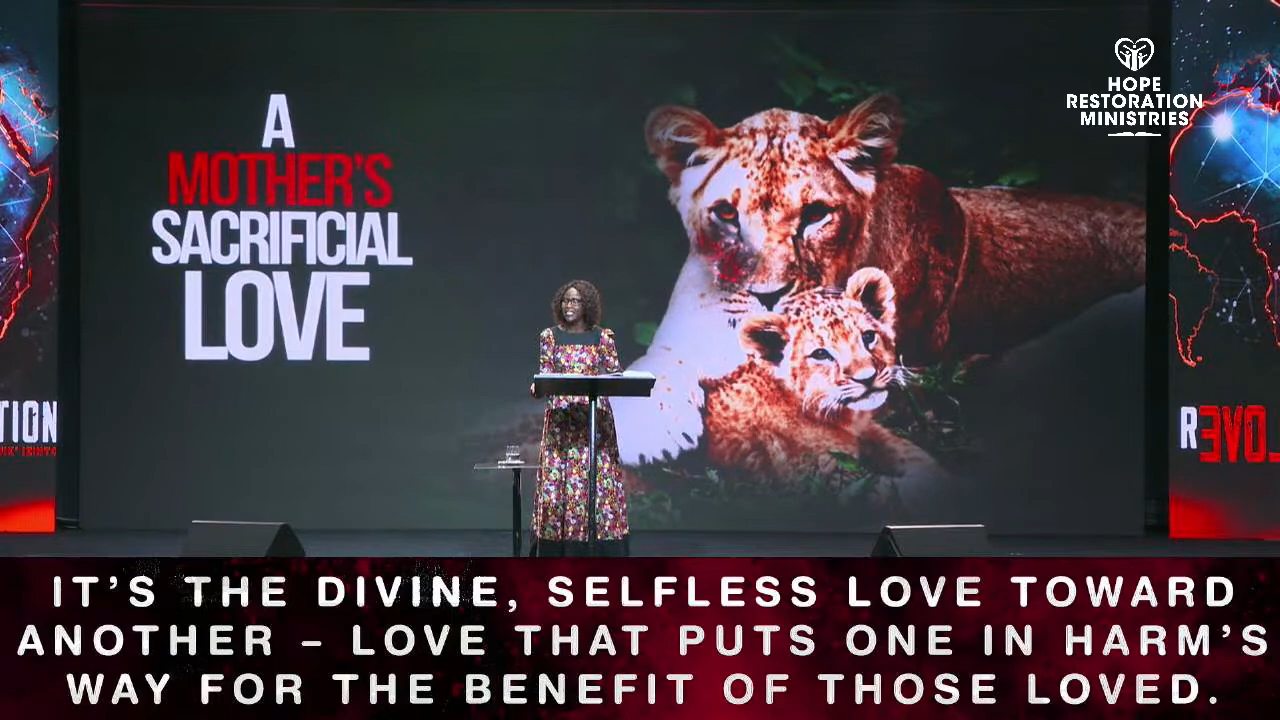 A
MOTHER'S
SACRIFICIAL
LOVE
HOPE
RESTORATION
MINISTRIES
TION
IT'S THE DIVINE, SELFLESS LOVE TOWARD
ANOTHER – LOVE THAT PUTS ONE IN HARM'S
WAY FOR THE BENEFIT OF THOSE LOVED.